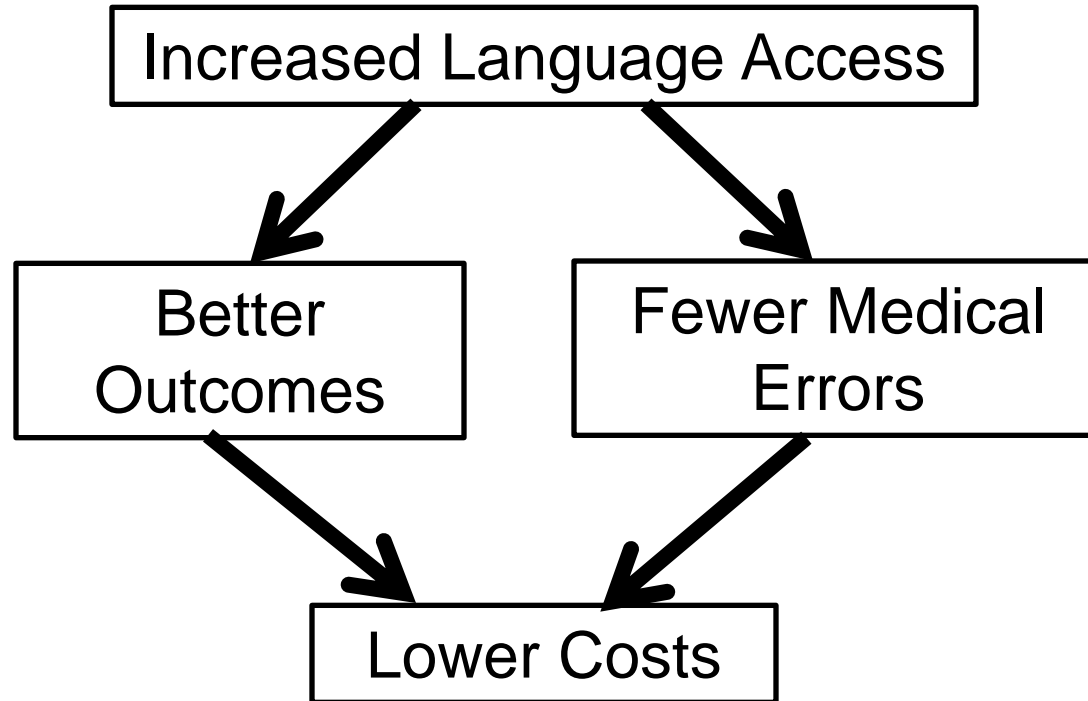 Increased Language Access
Better
Outcomes
Fewer Medical
Errors
Lower Costs